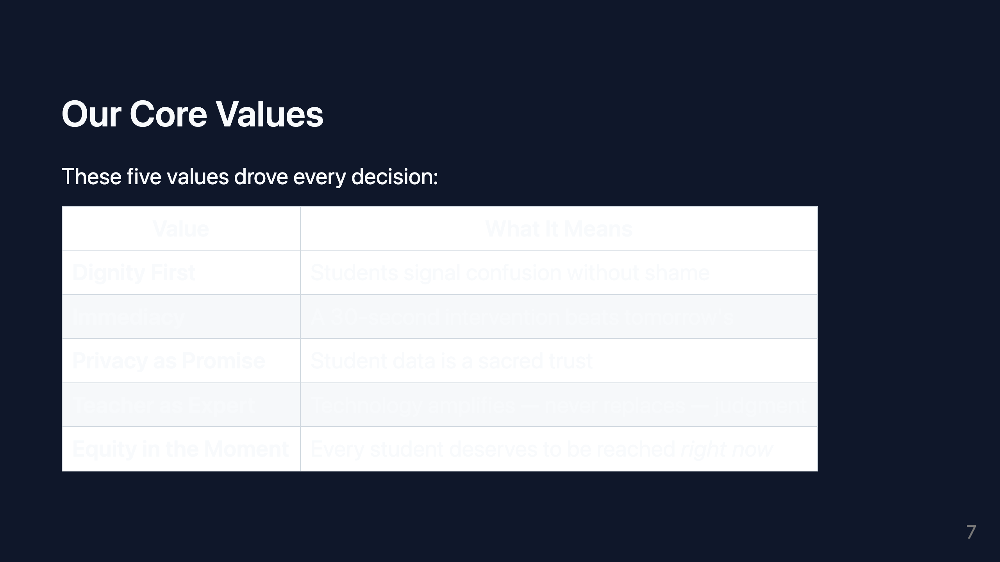 Our Core Values
These five values drove every decision:
Value What It Means
Dignity First Students signal confusion without shame
Immediacy A 30-second intervention beats tomorrow's
Privacy as Promise Student data is a sacred trust
Teacher as Expert Technology amplifies — never replaces — judgment
Equity in the Moment Every student deserves to be reached right now
7